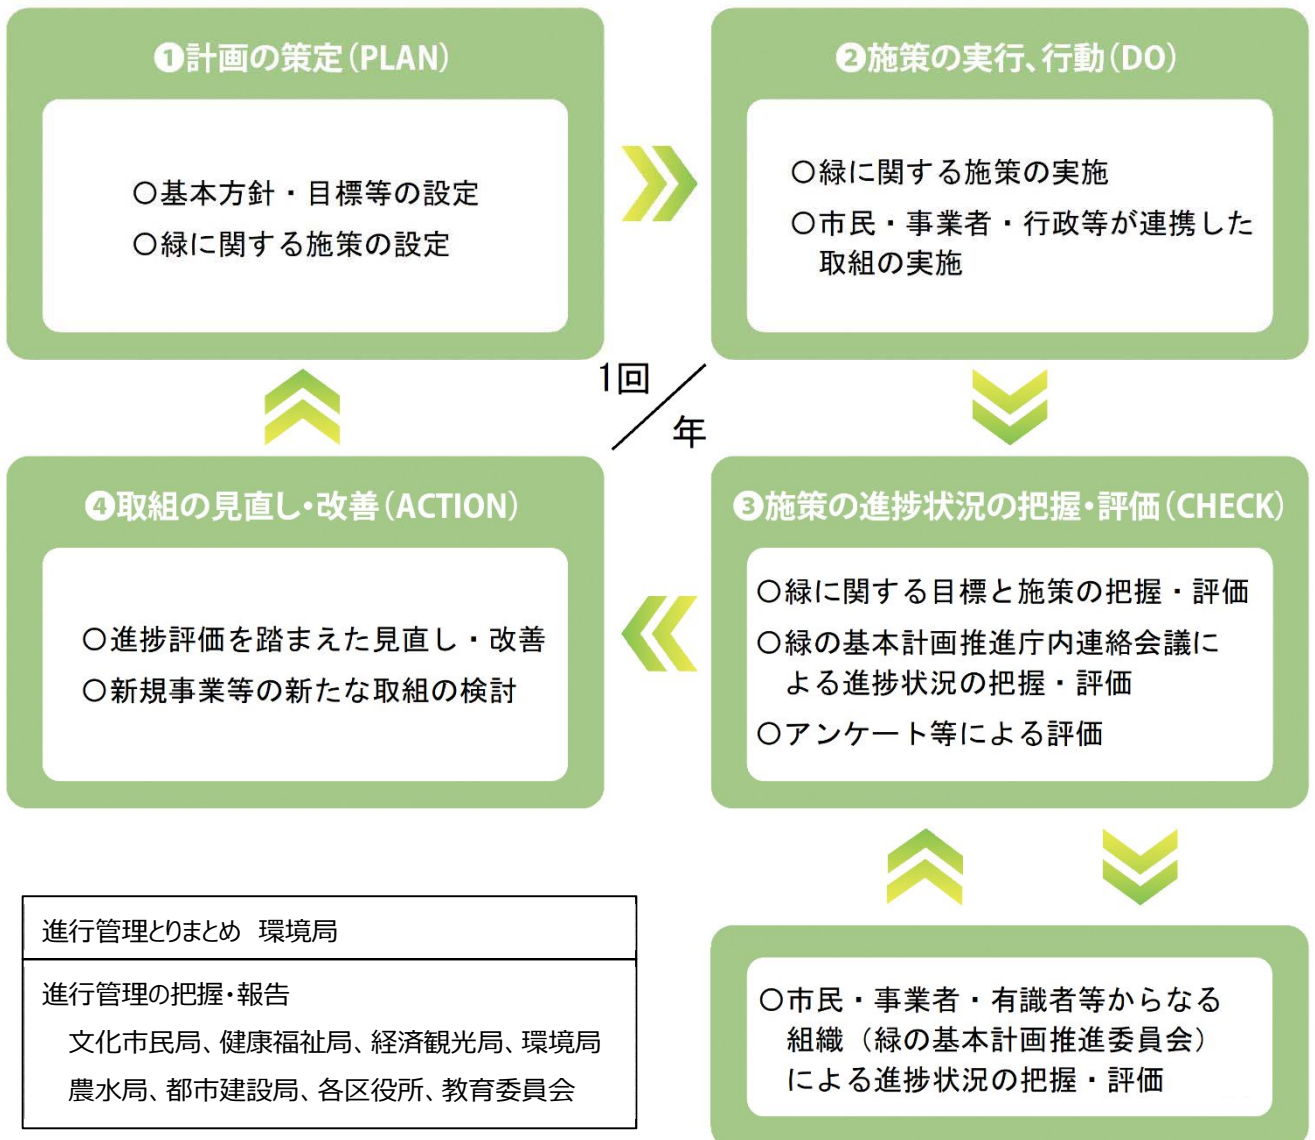 ❶計画の策定(PLAN)
〇基本方針・目標等の設定
〇緑に関する施策の設定
❷施策の実行、行動(DO)
〇緑に関する施策の実施
〇市民・事業者・行政等が連携した
取組の実施
1回/年
❹取組の見直し・改善(ACTION)
〇進捗評価を踏まえた見直し・改善
〇新規事業等の新たな取組の検討
❸施策の進捗状況の把握・評価(CHECK)
〇緑に関する目標と施策の把握・評価
〇緑の基本計画推進庁内連絡会議に
よる進捗状況の把握・評価
〇アンケート等による評価
進行管理とりまとめ 環境局
進行管理の把握・報告
文化市民局、健康福祉局、経済観光局、環境局
農水局、都市建設局、各区役所、教育委員会
〇市民・事業者・有識者等からなる
組織（緑の基本計画推進委員会）
による進捗状況の把握・評価